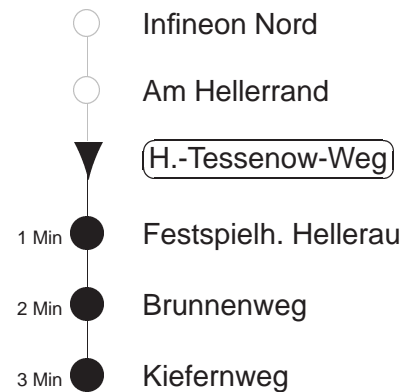 Infineon Nord
Am Hellerrand
H.-Tessenow-Weg
1 Min Festspielh. Hellerau
2 Min Brunnenweg
3 Min Kiefernweg